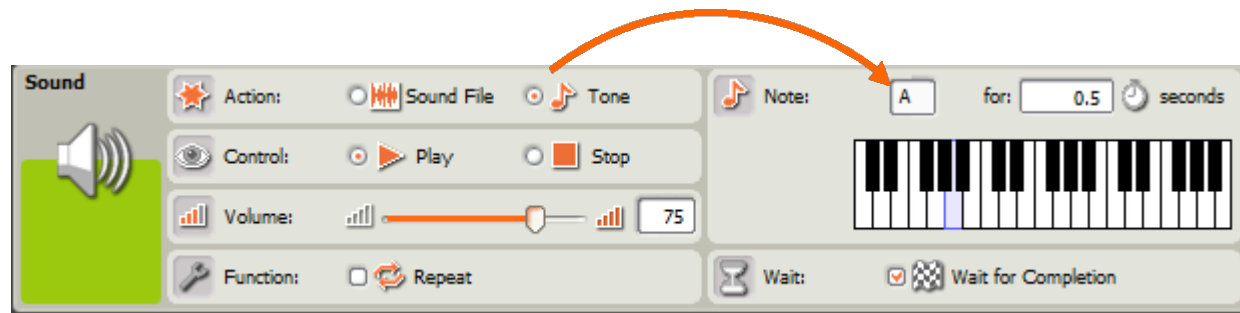 Sound
Action: Sound File Tone
Control: Play Stop
Volume: 75
Function: Repeat
Note: A for: 0.5 seconds
Wait: Wait for Completion